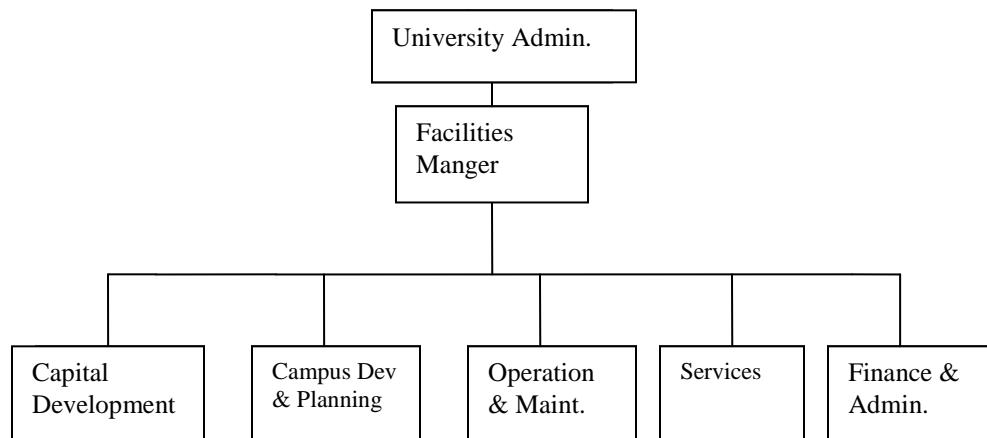 University Admin.
Facilities
Manger
Capital
Development
Campus Dev
& Planning
Operation
& Maint.
Services
Finance &
Admin.